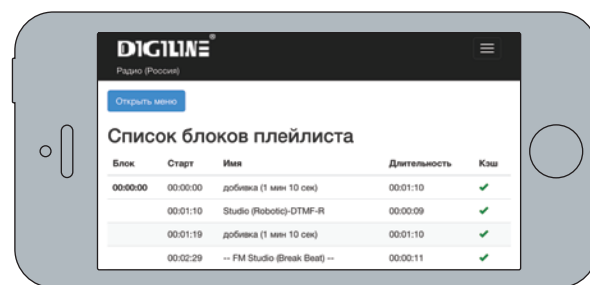 DIGILINE®
Радио (Россия)
Открыть меню
Список блоков плейлиста
Блок Старт Имя Длительность Кэш
00:00:00 00:00:00 добивка (1 мин 10 сек) 00:01:10 ✔
00:01:10 Studio (Robotic)-DTMF-R 00:00:09 ✔
00:01:19 добивка (1 мин 10 сек) 00:01:10 ✔
00:02:29 -- FM Studio (Break Beat) -- 00:00:11 ✔